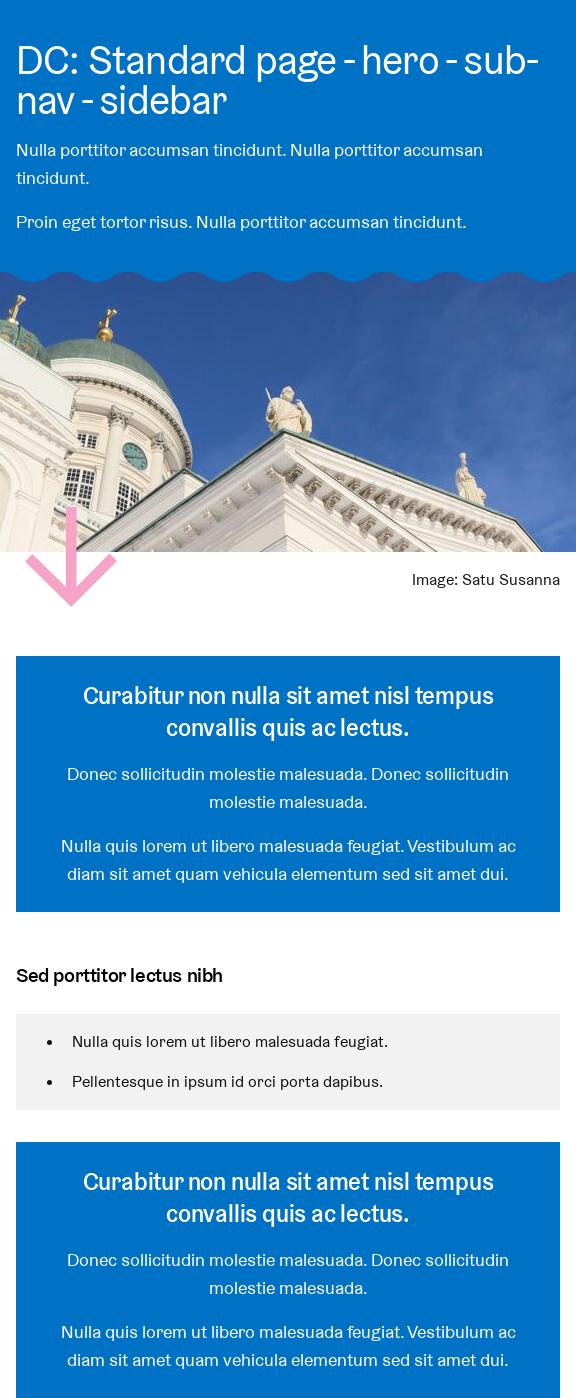 DC: Standard page - hero - sub-
nav - sidebar
Nulla porttitor accumsan tincidunt. Nulla porttitor accumsan
tincidunt.
Proin eget tortor risus. Nulla porttitor accumsan tincidunt.
Image: Satu Susanna
Curabitur non nulla sit amet nisl tempus
convallis quis ac lectus.
Donec sollicitudin molestie malesuada. Donec sollicitudin
molestie malesuada.
Nulla quis lorem ut libero malesuada feugiat. Vestibulum ac
diam sit amet quam vehicula elementum sed sit amet dui.
Sed porttitor lectus nibh
• Nulla quis lorem ut libero malesuada feugiat.
• Pellentesque in ipsum id orci porta dapibus.
Curabitur non nulla sit amet nisl tempus
convallis quis ac lectus.
Donec sollicitudin molestie malesuada. Donec sollicitudin
molestie malesuada.
Nulla quis lorem ut libero malesuada feugiat. Vestibulum ac
diam sit amet quam vehicula elementum sed sit amet dui.